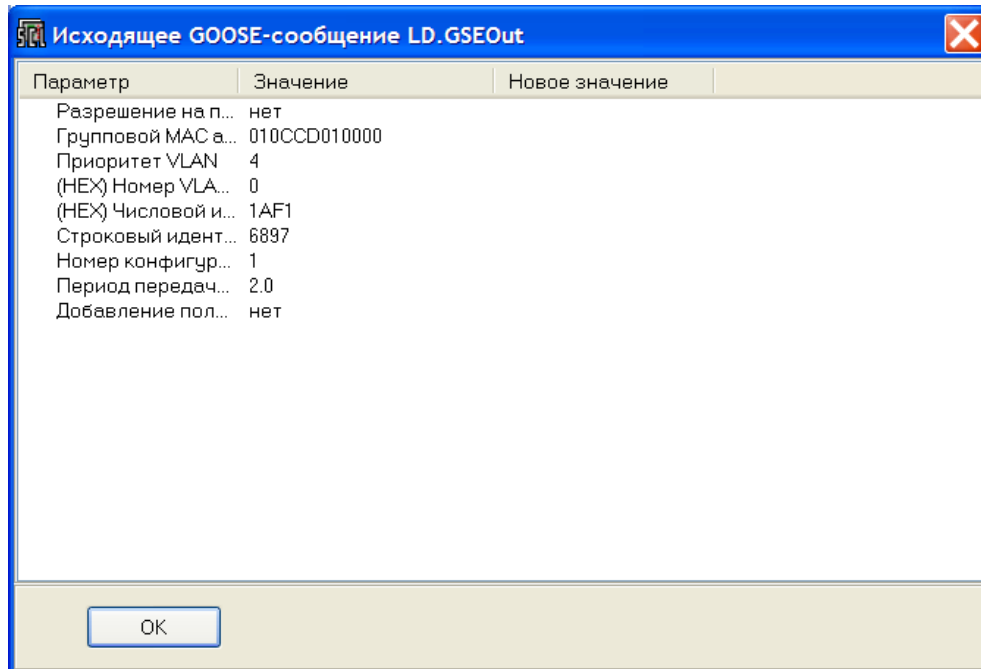 Исходящее GOOSE-сообщение LD.GSEOut
Параметр Значение Новое значение
Разрешение на п... нет
Групповой MAC а... 010CCD010000
Приоритет VLAN 4
(HEX) Номер VLA... 0
(HEX) Числовой и... 1AF1
Строковый идент... 6897
Номер конфигур... 1
Период передач... 2.0
Добавление пол... нет
OK